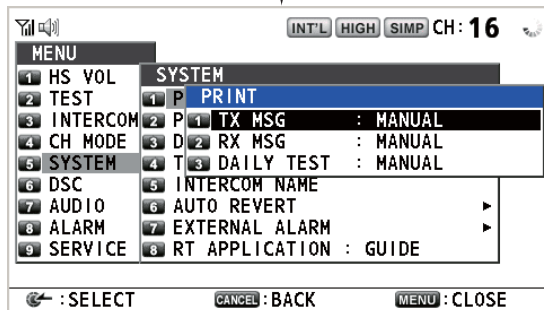 INT'L HIGH SIMP CH: 16
MENU
1 HS VOL
2 TEST
3 INTERCOM
4 CH MODE
5 SYSTEM
6 DSC
7 AUDIO
8 ALARM
9 SERVICE
SYSTEM
1 P
2 P
3 D
4 T
5 INTERCOM NAME
6 AUTO REVERT
7 EXTERNAL ALARM
8 RT APPLICATION : GUIDE
PRINT
1 TX MSG : MANUAL
2 RX MSG : MANUAL
3 DAILY TEST : MANUAL
: SELECT
CANCEL : BACK
MENU : CLOSE